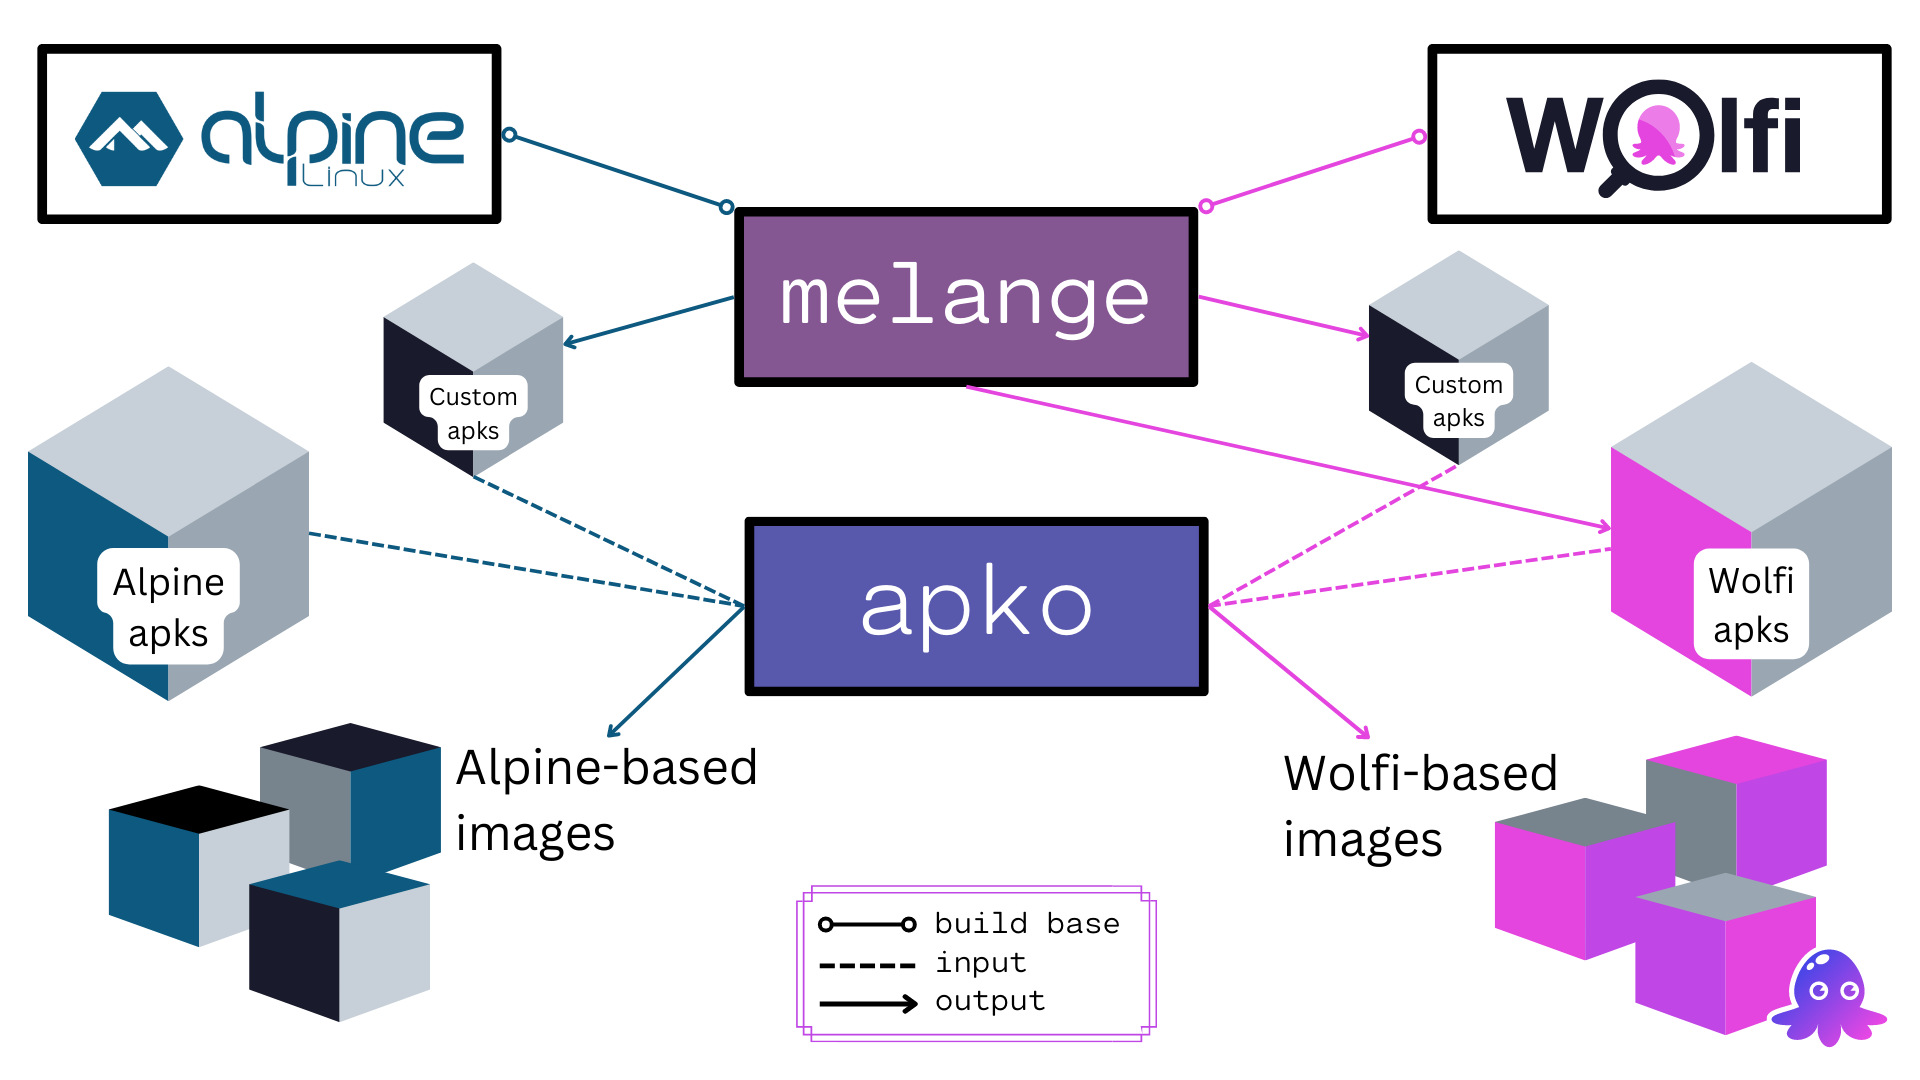 alpine
Linux
Wolfi
melange
Custom
apks
Custom
apks
Alpine
apks
apko
Wolfi
apks
Alpine-based
images
Wolfi-based
images
build base
input
output